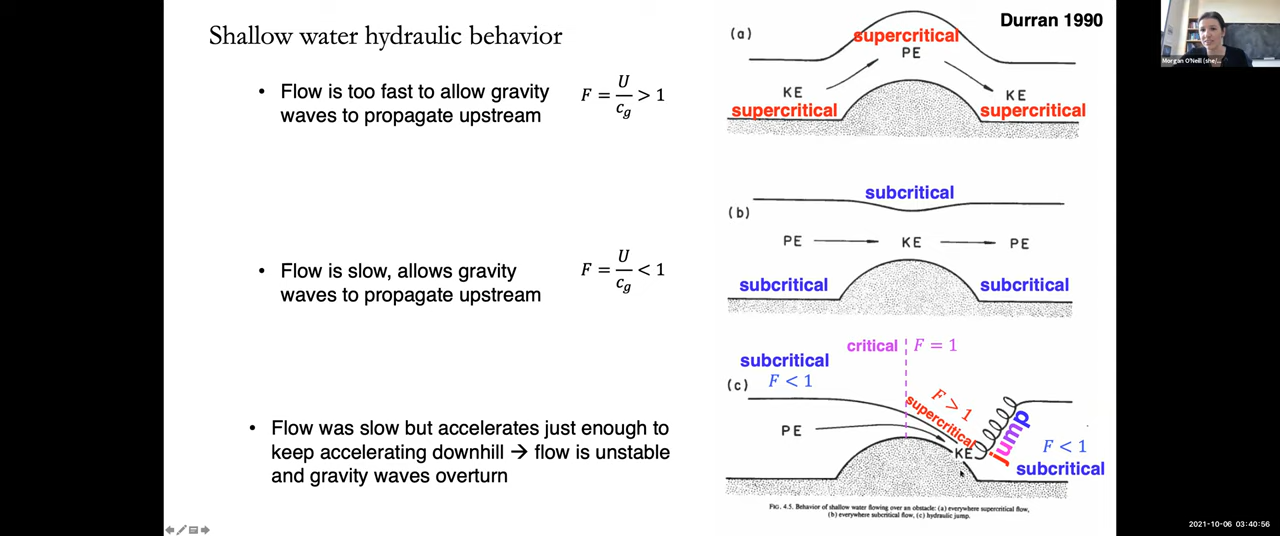 Shallow water hydraulic behavior
• Flow is too fast to allow gravity
waves to propagate upstream
F = U/c_g > 1
• Flow is slow, allows gravity
waves to propagate upstream
F = U/c_g < 1
• Flow was slow but accelerates just enough to
keep accelerating downhill → flow is unstable
and gravity waves overturn
Durran 1990
(a)
supercritical
PE
KE
KE
supercritical
supercritical
subcritical
(b)
PE
KE
PE
subcritical
subcritical
critical
F = 1
subcritical
(c)
F < 1
F > 1
supercritical
PE
KE
jump
F < 1
subcritical
FIG. 4.5. Behavior of shallow water flowing over an obstacle: (a) everywhere supercritical flow,
(b) everywhere subcritical flow, (c) hydraulic jump.
Morgan O'Neill (she/...
2021-10-06 03:40:56